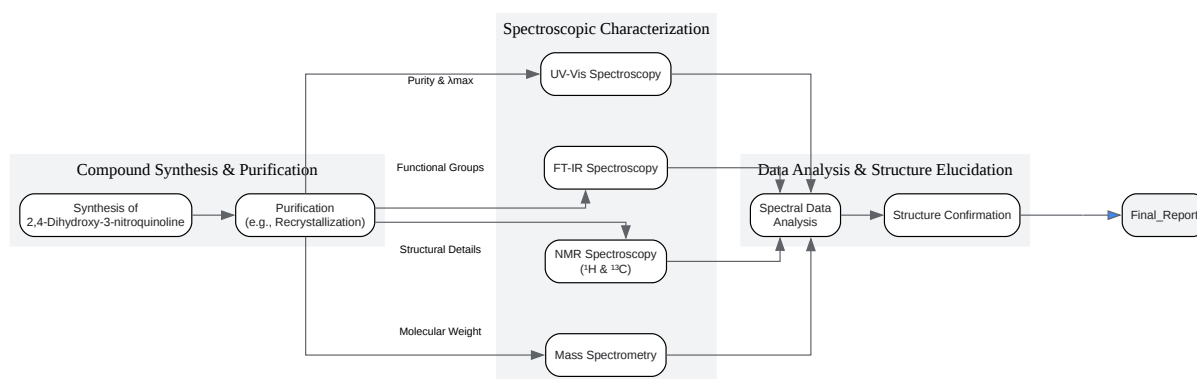 Spectroscopic Characterization
UV-Vis Spectroscopy
Purity & λmax
Compound Synthesis & Purification
Functional Groups
FT-IR Spectroscopy
Data Analysis & Structure Elucidation
Synthesis of
2,4-Dihydroxy-3-nitroquinoline
Purification
(e.g., Recrystallization)
Spectral Data
Analysis
Structure Confirmation
Final_Report
Structural Details
NMR Spectroscopy
(¹H & ¹³C)
Molecular Weight
Mass Spectrometry